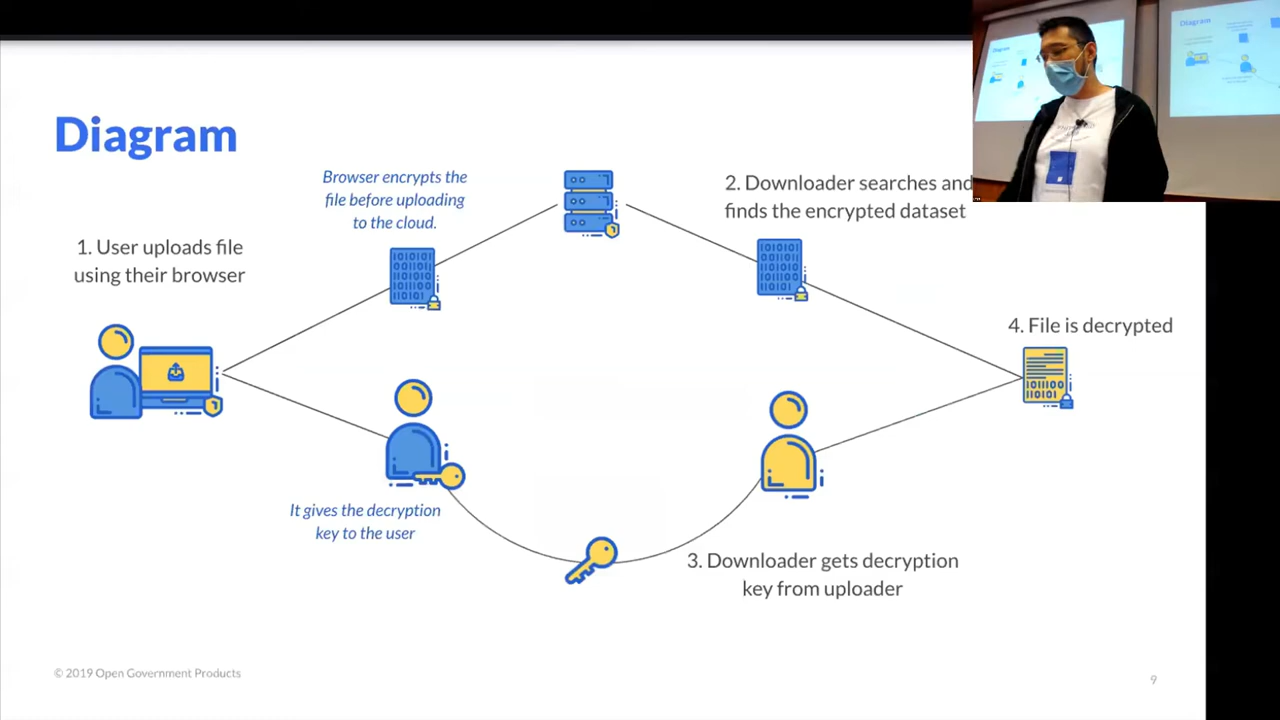 Diagram
Browser encrypts the
file before uploading
to the cloud.
2. Downloader searches and
finds the encrypted dataset
1. User uploads file
using their browser
4. File is decrypted
It gives the decryption
key to the user
3. Downloader gets decryption
key from uploader
© 2019 Open Government Products
9
Diagram
Diagram